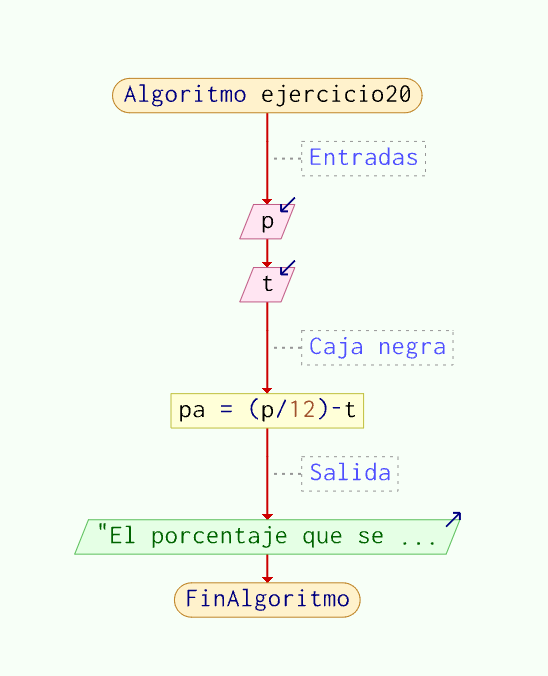 Algoritmo ejercicio20
Entradas
p
t
Caja negra
pa = (p/12)-t
Salida
"El porcentaje que se ...
FinAlgoritmo